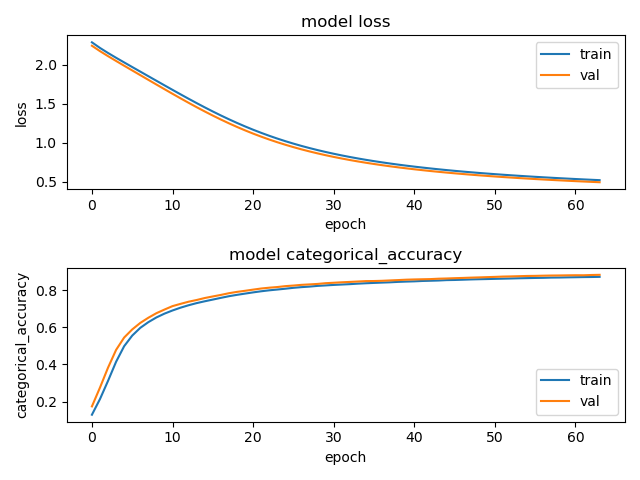 model loss
2.0
1.5
1.0
0.5
loss
train
val
0 10 20 30 40 50 60
epoch
model categorical_accuracy
0.8
0.6
0.4
0.2
categorical_accuracy
train
val
0 10 20 30 40 50 60
epoch